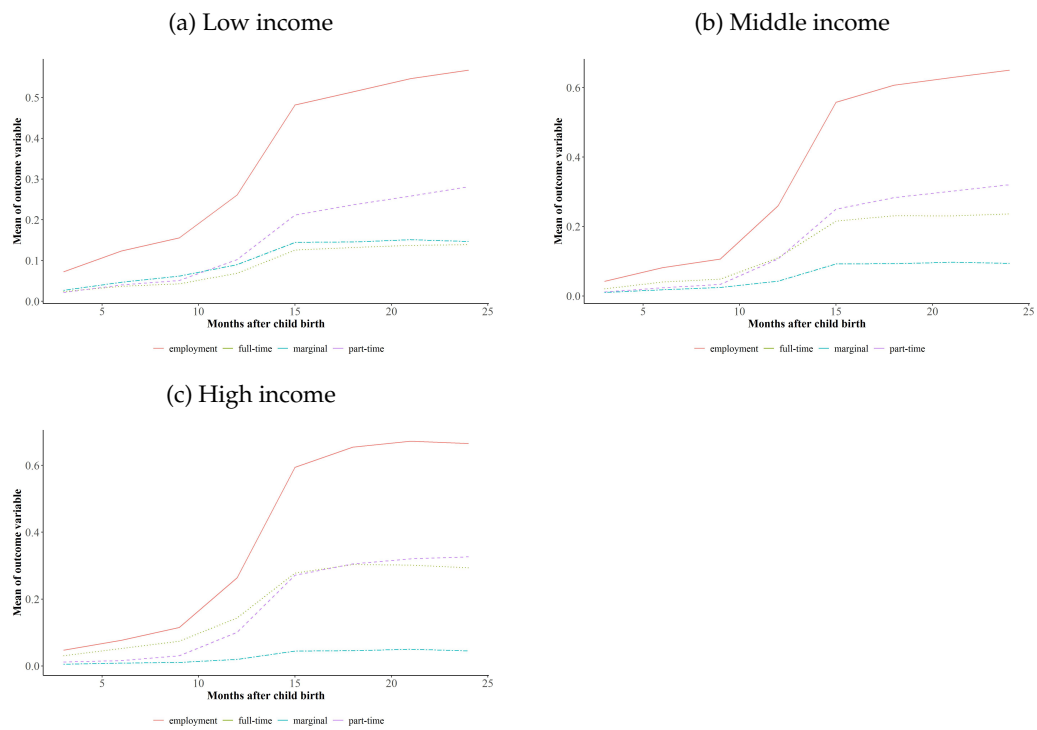 (a) Low income
Mean of outcome variable
0.5
0.4
0.3
0.2
0.1
0.0
5 10 15 20 25
Months after child birth
employment full-time marginal part-time
(b) Middle income
Mean of outcome variable
0.6
0.4
0.2
0.0
5 10 15 20 25
Months after child birth
employment full-time marginal part-time
(c) High income
Mean of outcome variable
0.6
0.4
0.2
0.0
5 10 15 20 25
Months after child birth
employment full-time marginal part-time